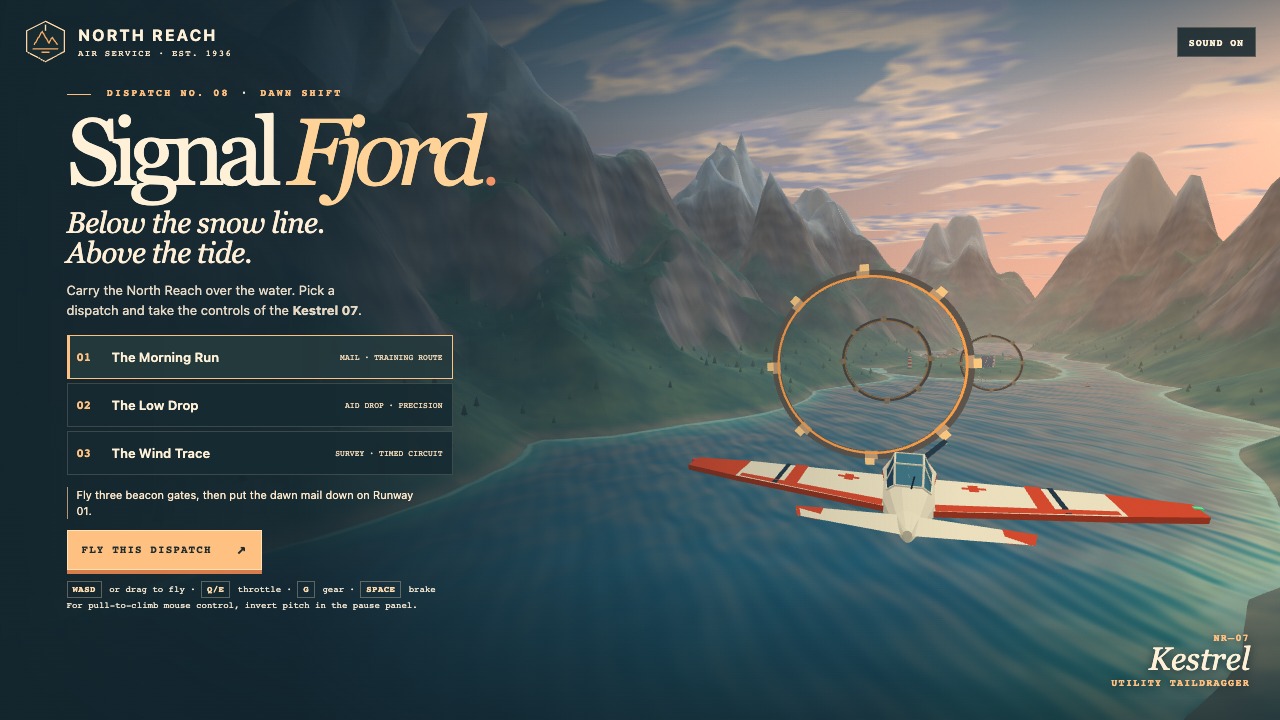 NORTH REACH
AIR SERVICE · EST. 1936
SOUND ON
DISPATCH NO. 08 · DAWN SHIFT
Signal Fjord.
Below the snow line.
Above the tide.
Carry the North Reach over the water. Pick a
dispatch and take the controls of the Kestrel 07.
01 The Morning Run MAIL · TRAINING ROUTE
02 The Low Drop AID DROP · PRECISION
03 The Wind Trace SURVEY · TIMED CIRCUIT
Fly three beacon gates, then put the dawn mail down on Runway
01.
FLY THIS DISPATCH ↗
WASD or drag to fly · Q/E throttle · G gear · SPACE brake
For pull-to-climb mouse control, invert pitch in the pause panel.
NR—07
Kestrel
UTILITY TAILDRAGGER